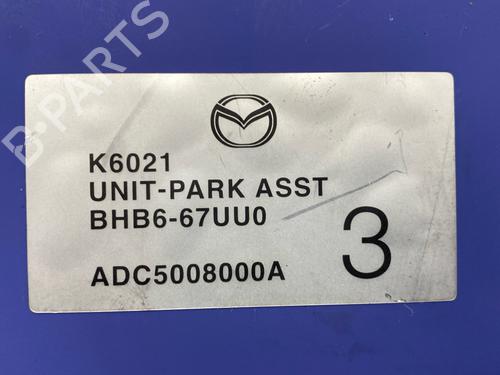 K6021
UNIT-PARK ASST
BHB6-67UU0
ADC5008000A
3
B-PARTS